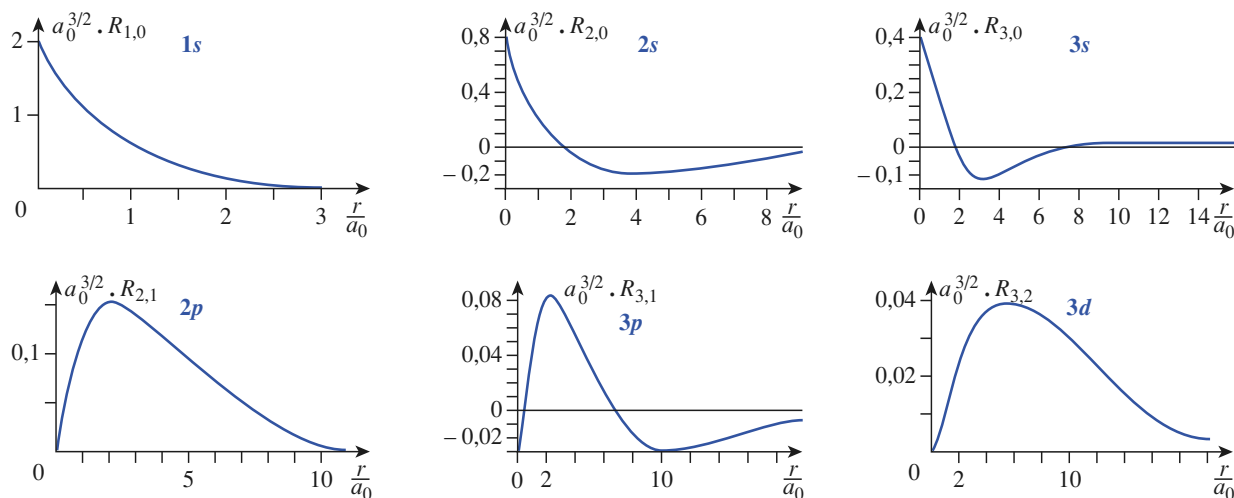 a₀^3/2 · R₁,₀
1s
2
1
0
1
2
3
r/a₀
a₀^3/2 · R₂,₀
2s
0,8
0,4
0
– 0,2
0
2
4
6
8
r/a₀
a₀^3/2 · R₃,₀
3s
0,4
0,2
0
– 0,1
0
2
4
6
8
10
12
14
r/a₀
a₀^3/2 · R₂,₁
2p
0,1
0
5
10
r/a₀
a₀^3/2 · R₃,₁
3p
0,08
0,04
0
– 0,02
0
2
10
r/a₀
a₀^3/2 · R₃,₂
3d
0,04
0,02
0
2
10
r/a₀